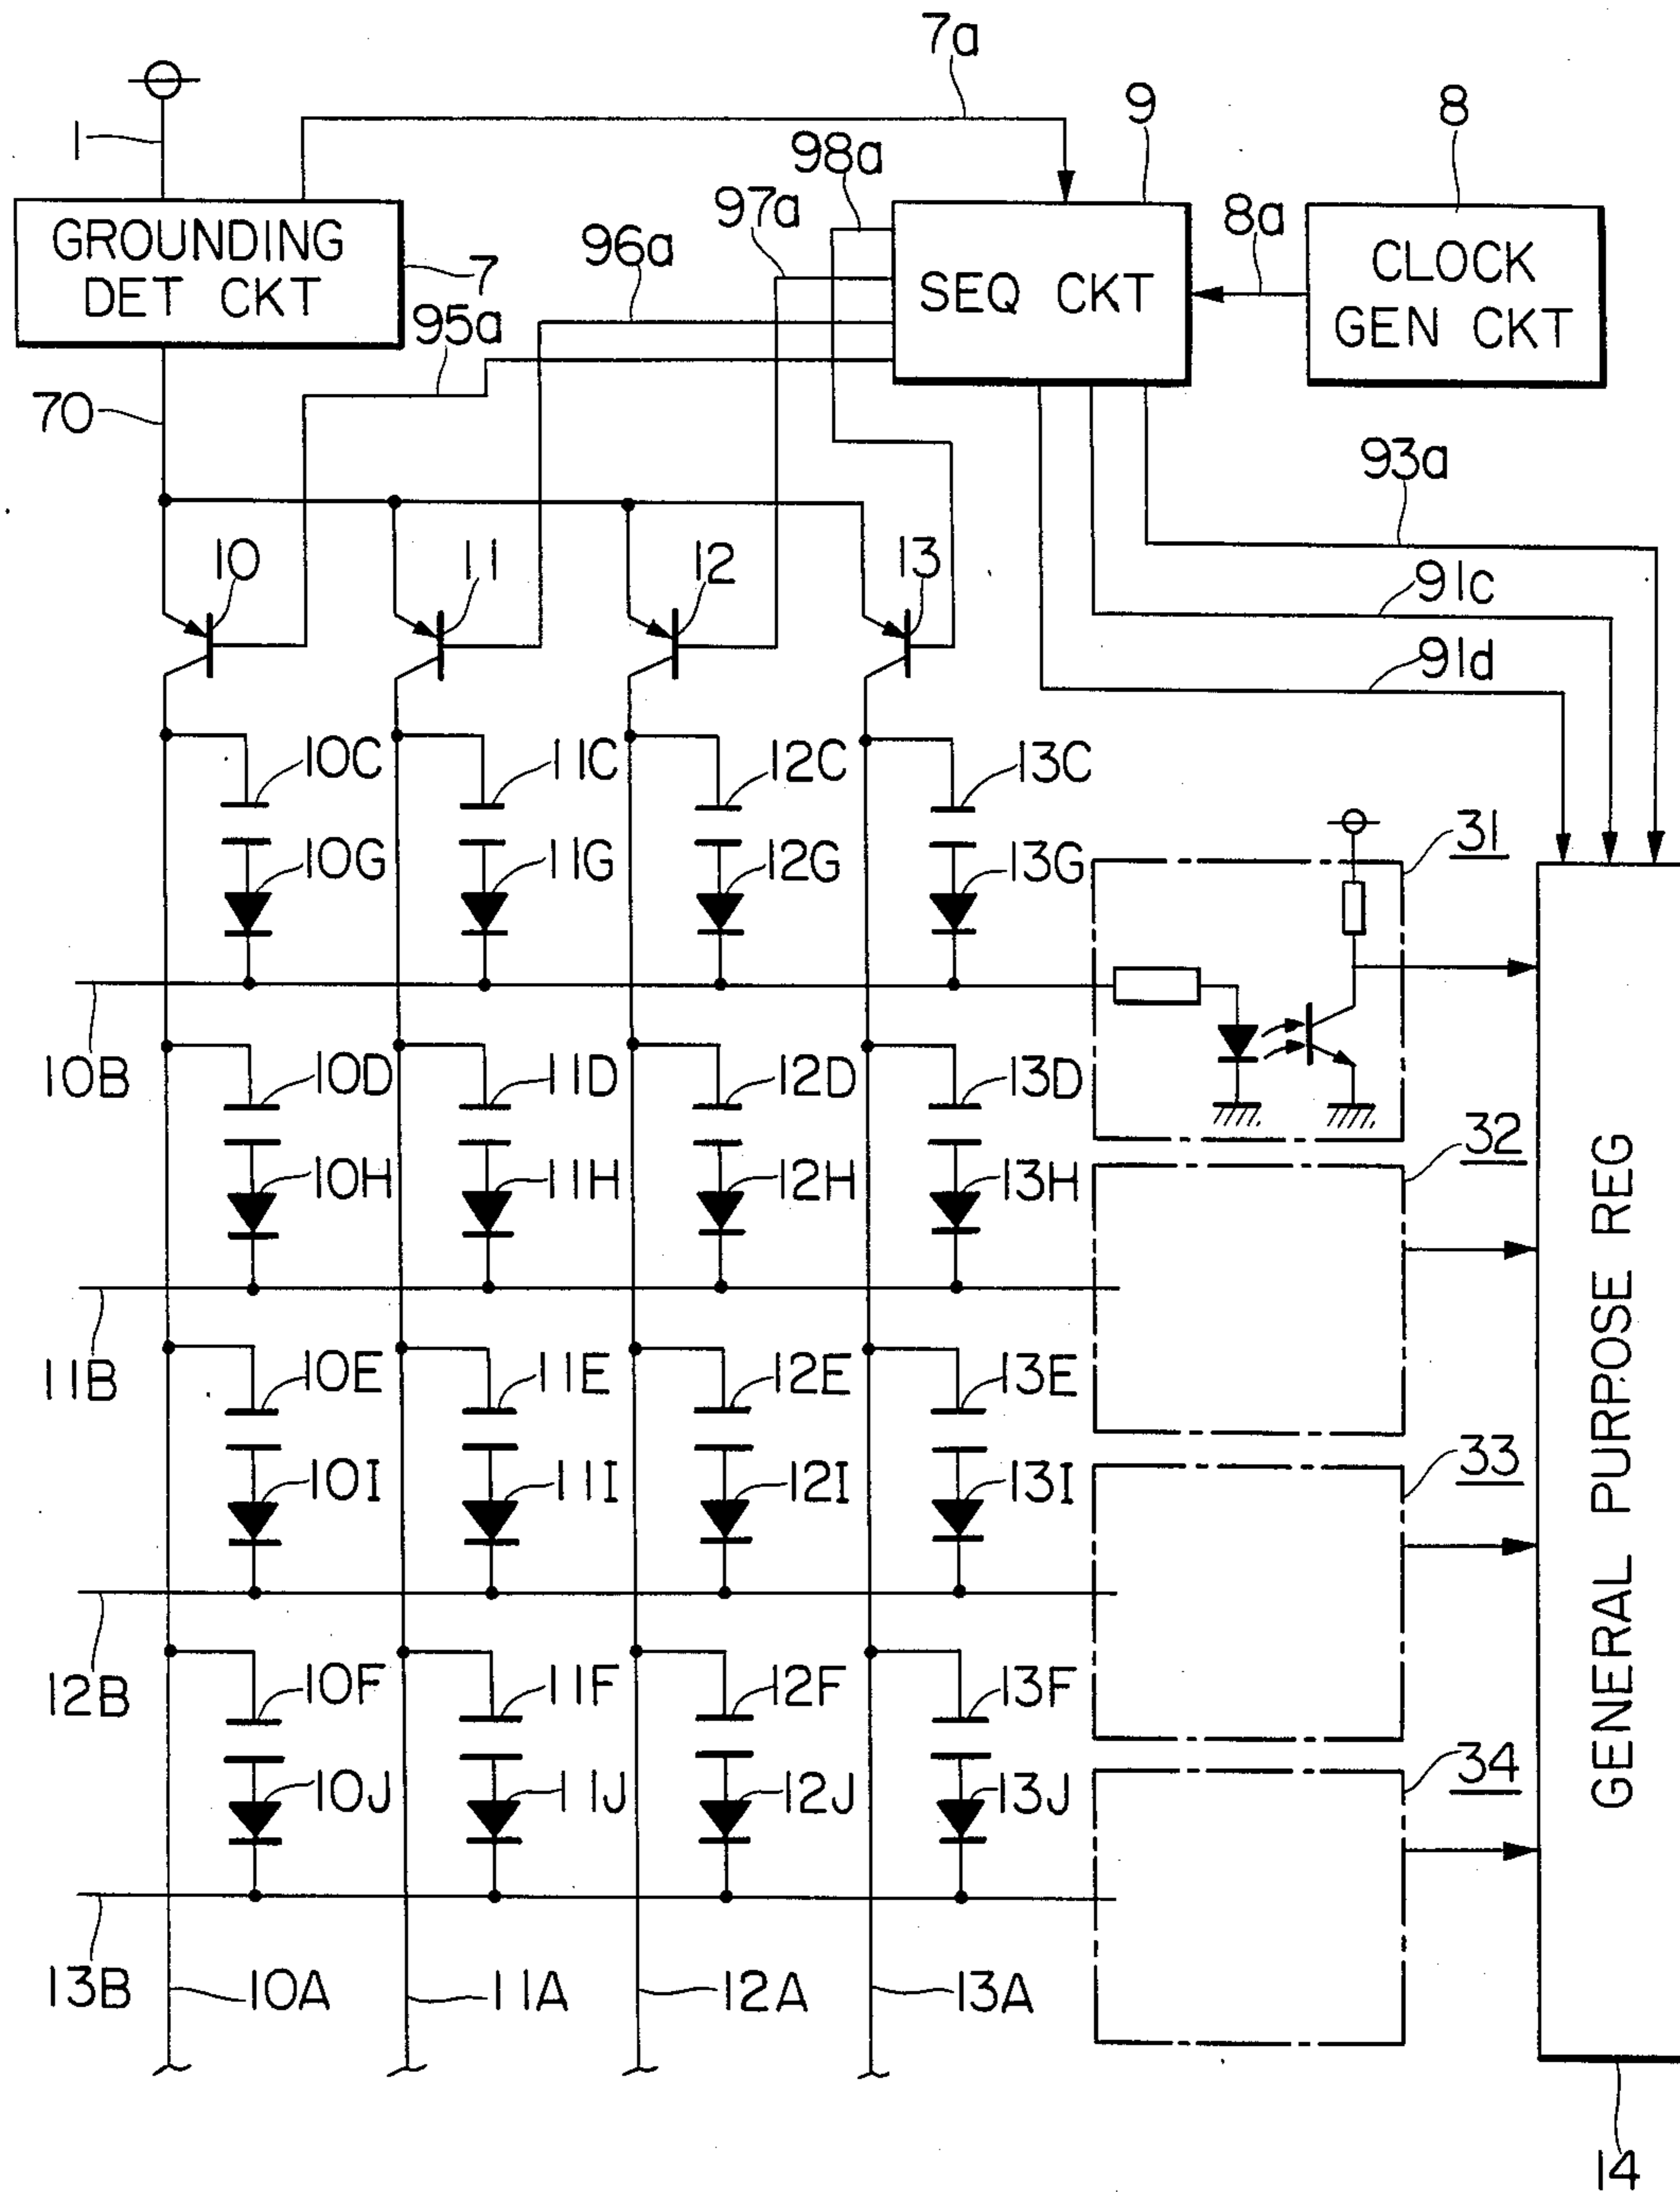 7a
9
8
1
98a
97a
8a
96a
GROUNDING
DET CKT
7
SEQ CKT
CLOCK
GEN CKT
95a
70
93a
10
11
12
13
91c
91d
10C
11C
12C
13C
31
10G
11G
12G
13G
10B
10D
11D
12D
13D
32
10H
11H
12H
13H
11B
10E
11E
12E
13E
33
10I
11I
12I
13I
GENERAL PURPOSE REG
12B
10F
11F
12F
13F
34
10J
11J
12J
13J
13B
10A
11A
12A
13A
14